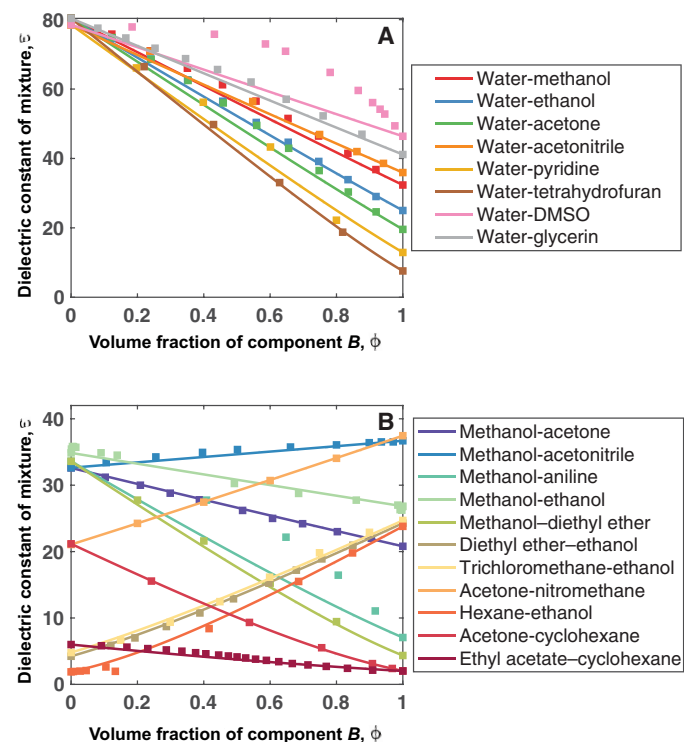 A
80
60
40
20
0
0
0.2
0.4
0.6
0.8
1
Dielectric constant of mixture, ε
Volume fraction of component B, ϕ
Water-methanol
Water-ethanol
Water-acetone
Water-acetonitrile
Water-pyridine
Water-tetrahydrofuran
Water-DMSO
Water-glycerin
B
40
30
20
10
0
0
0.2
0.4
0.6
0.8
1
Dielectric constant of mixture, ε
Volume fraction of component B, ϕ
Methanol-acetone
Methanol-acetonitrile
Methanol-aniline
Methanol-ethanol
Methanol–diethyl ether
Diethyl ether–ethanol
Trichloromethane-ethanol
Acetone-nitromethane
Hexane-ethanol
Acetone-cyclohexane
Ethyl acetate–cyclohexane